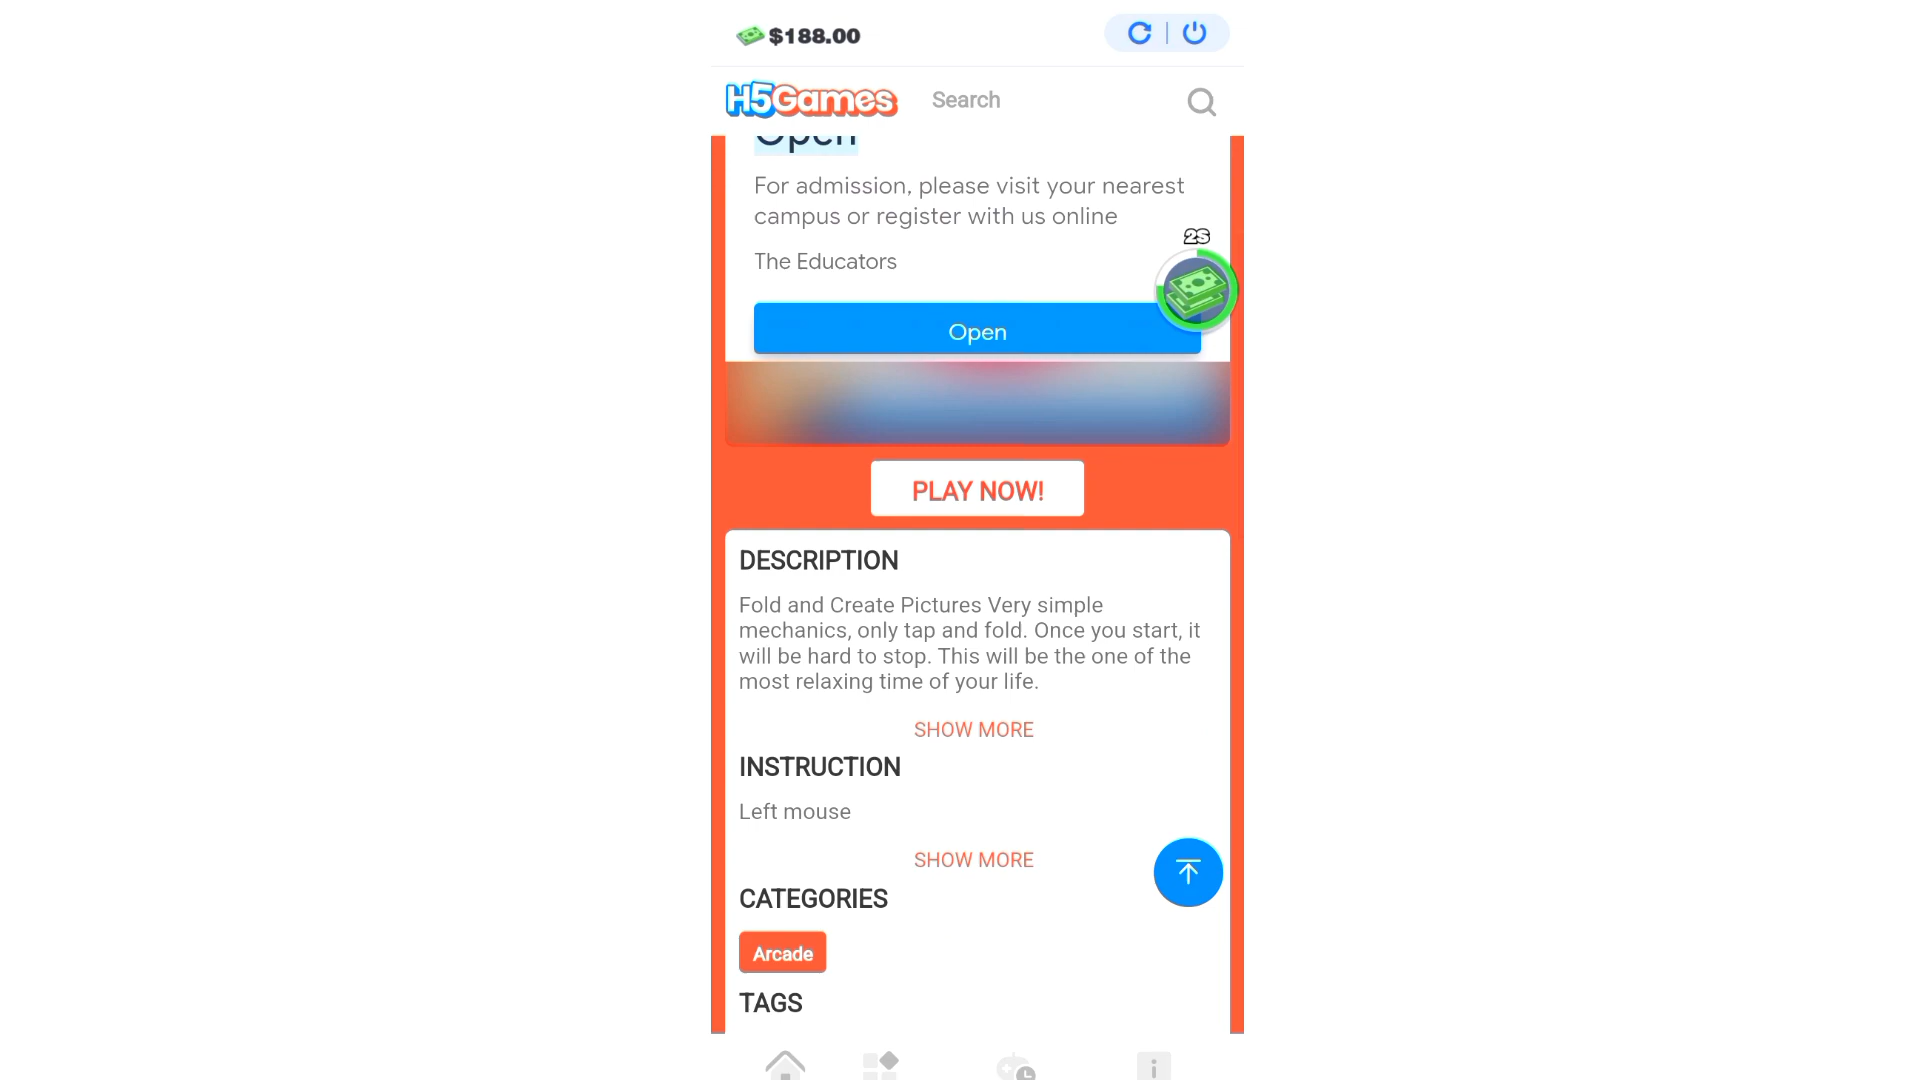 $188.00
H5Games
Search
Open
For admission, please visit your nearest
campus or register with us online
2S
The Educators
Open
PLAY NOW!
DESCRIPTION
Fold and Create Pictures Very simple
mechanics, only tap and fold. Once you start, it
will be hard to stop. This will be the one of the
most relaxing time of your life.
SHOW MORE
INSTRUCTION
Left mouse
SHOW MORE
CATEGORIES
Arcade
TAGS